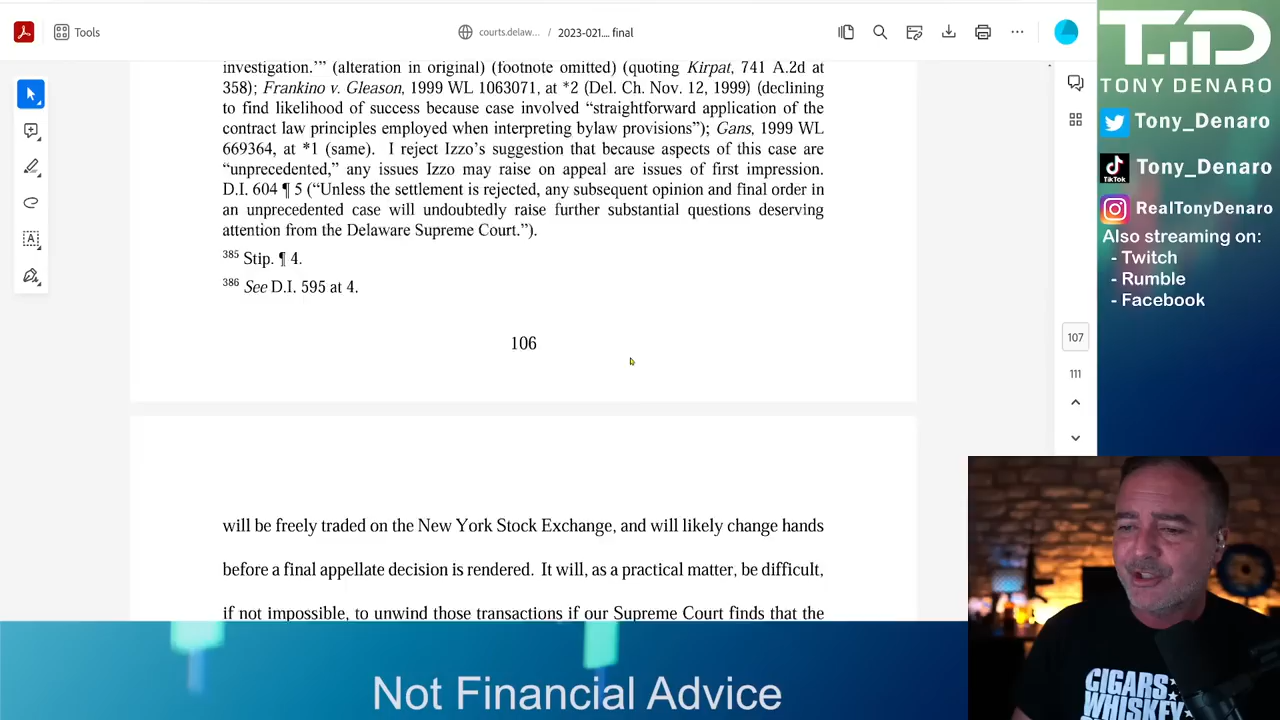 Tools
courts.delaw... / 2023-021.... final
investigation.’” (alteration in original) (footnote omitted) (quoting Kirpat, 741 A.2d at
358); Frankino v. Gleason, 1999 WL 1063071, at *2 (Del. Ch. Nov. 12, 1999) (declining
to find likelihood of success because case involved “straightforward application of the
contract law principles employed when interpreting bylaw provisions”); Gans, 1999 WL
669364, at *1 (same). I reject Izzo’s suggestion that because aspects of this case are
“unprecedented,” any issues Izzo may raise on appeal are issues of first impression.
D.I. 604 ¶ 5 (“Unless the settlement is rejected, any subsequent opinion and final order in
an unprecedented case will undoubtedly raise further substantial questions deserving
attention from the Delaware Supreme Court.”).
385 Stip. ¶ 4.
386 See D.I. 595 at 4.
106
will be freely traded on the New York Stock Exchange, and will likely change hands
before a final appellate decision is rendered. It will, as a practical matter, be difficult,
if not impossible, to unwind those transactions if our Supreme Court finds that the
107
111
TD
TONY DENARO
Tony_Denaro
TikTok
Tony_Denaro
RealTonyDenaro
Also streaming on:
- Twitch
- Rumble
- Facebook
CIGARS
WHISKEY
Not Financial Advice